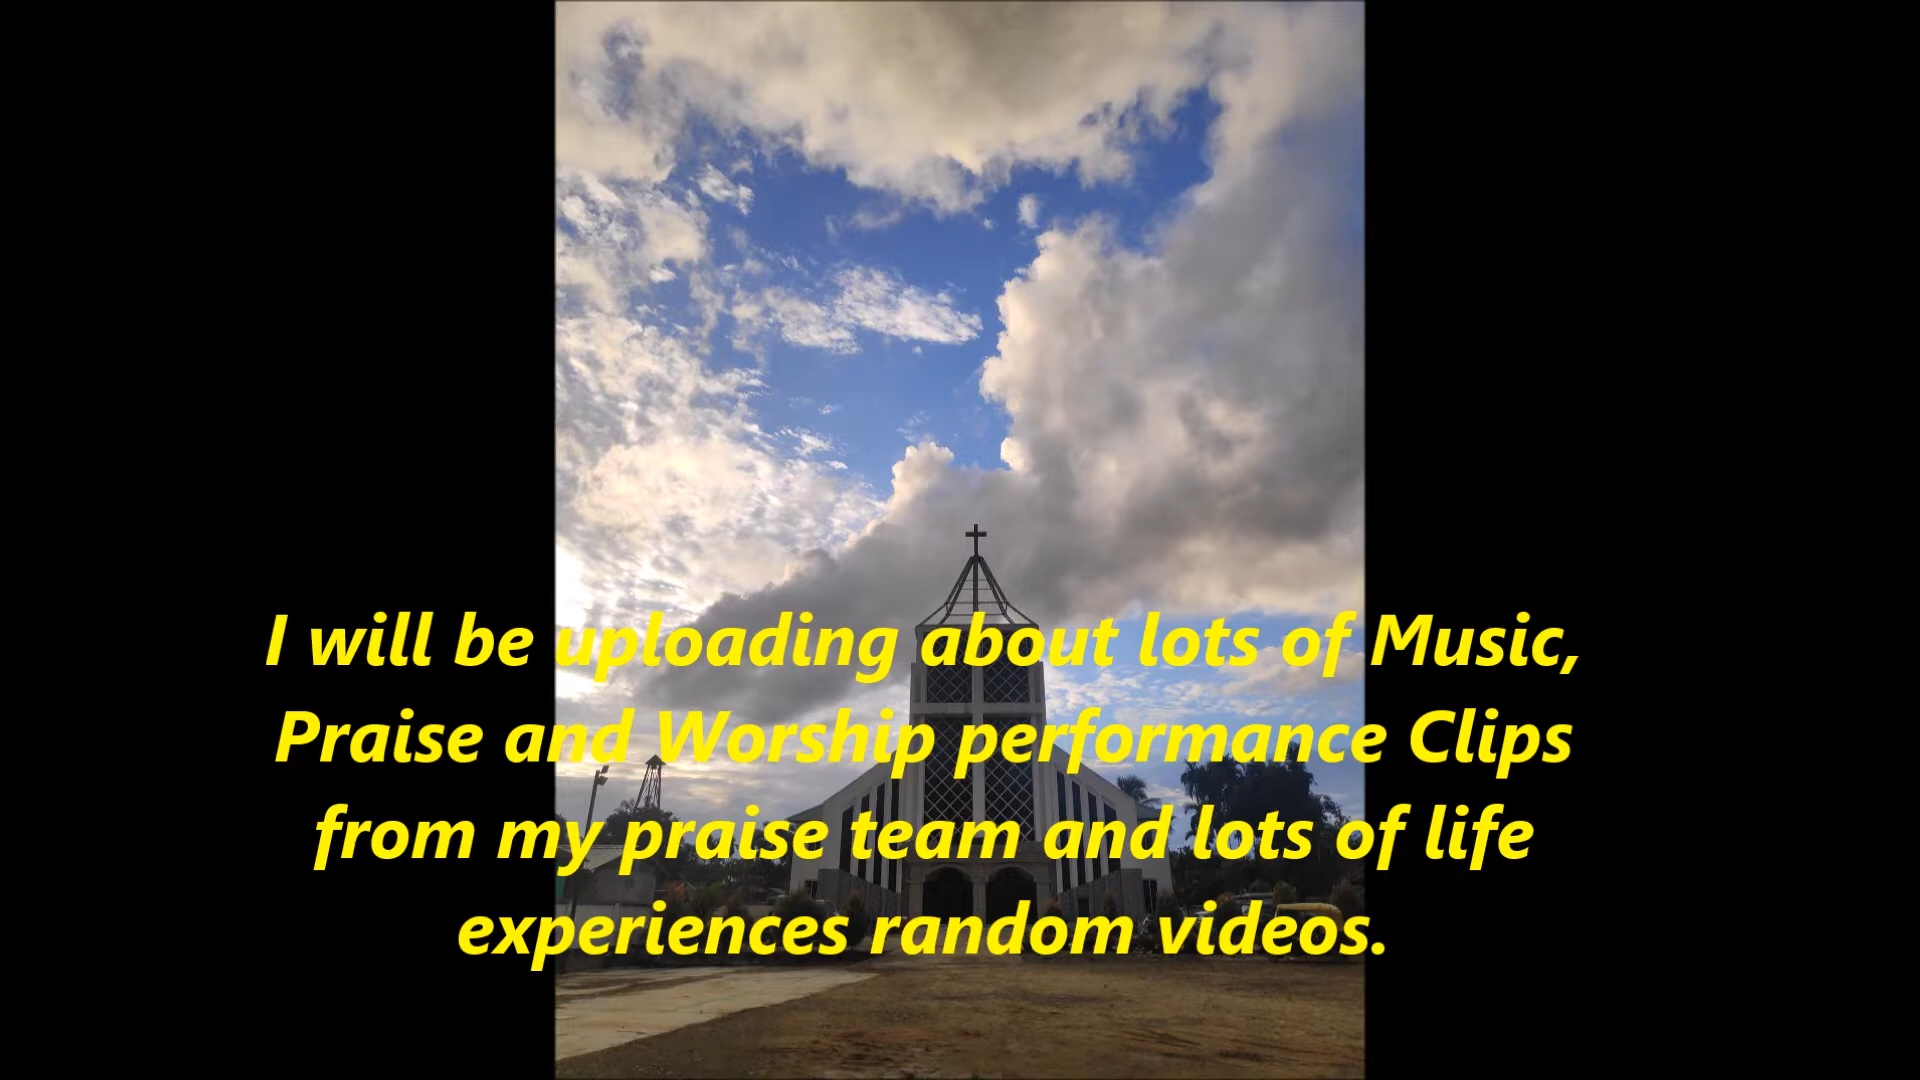 I will be uploading about lots of Music,
Praise and Worship performance Clips
from my praise team and lots of life
experiences random videos.